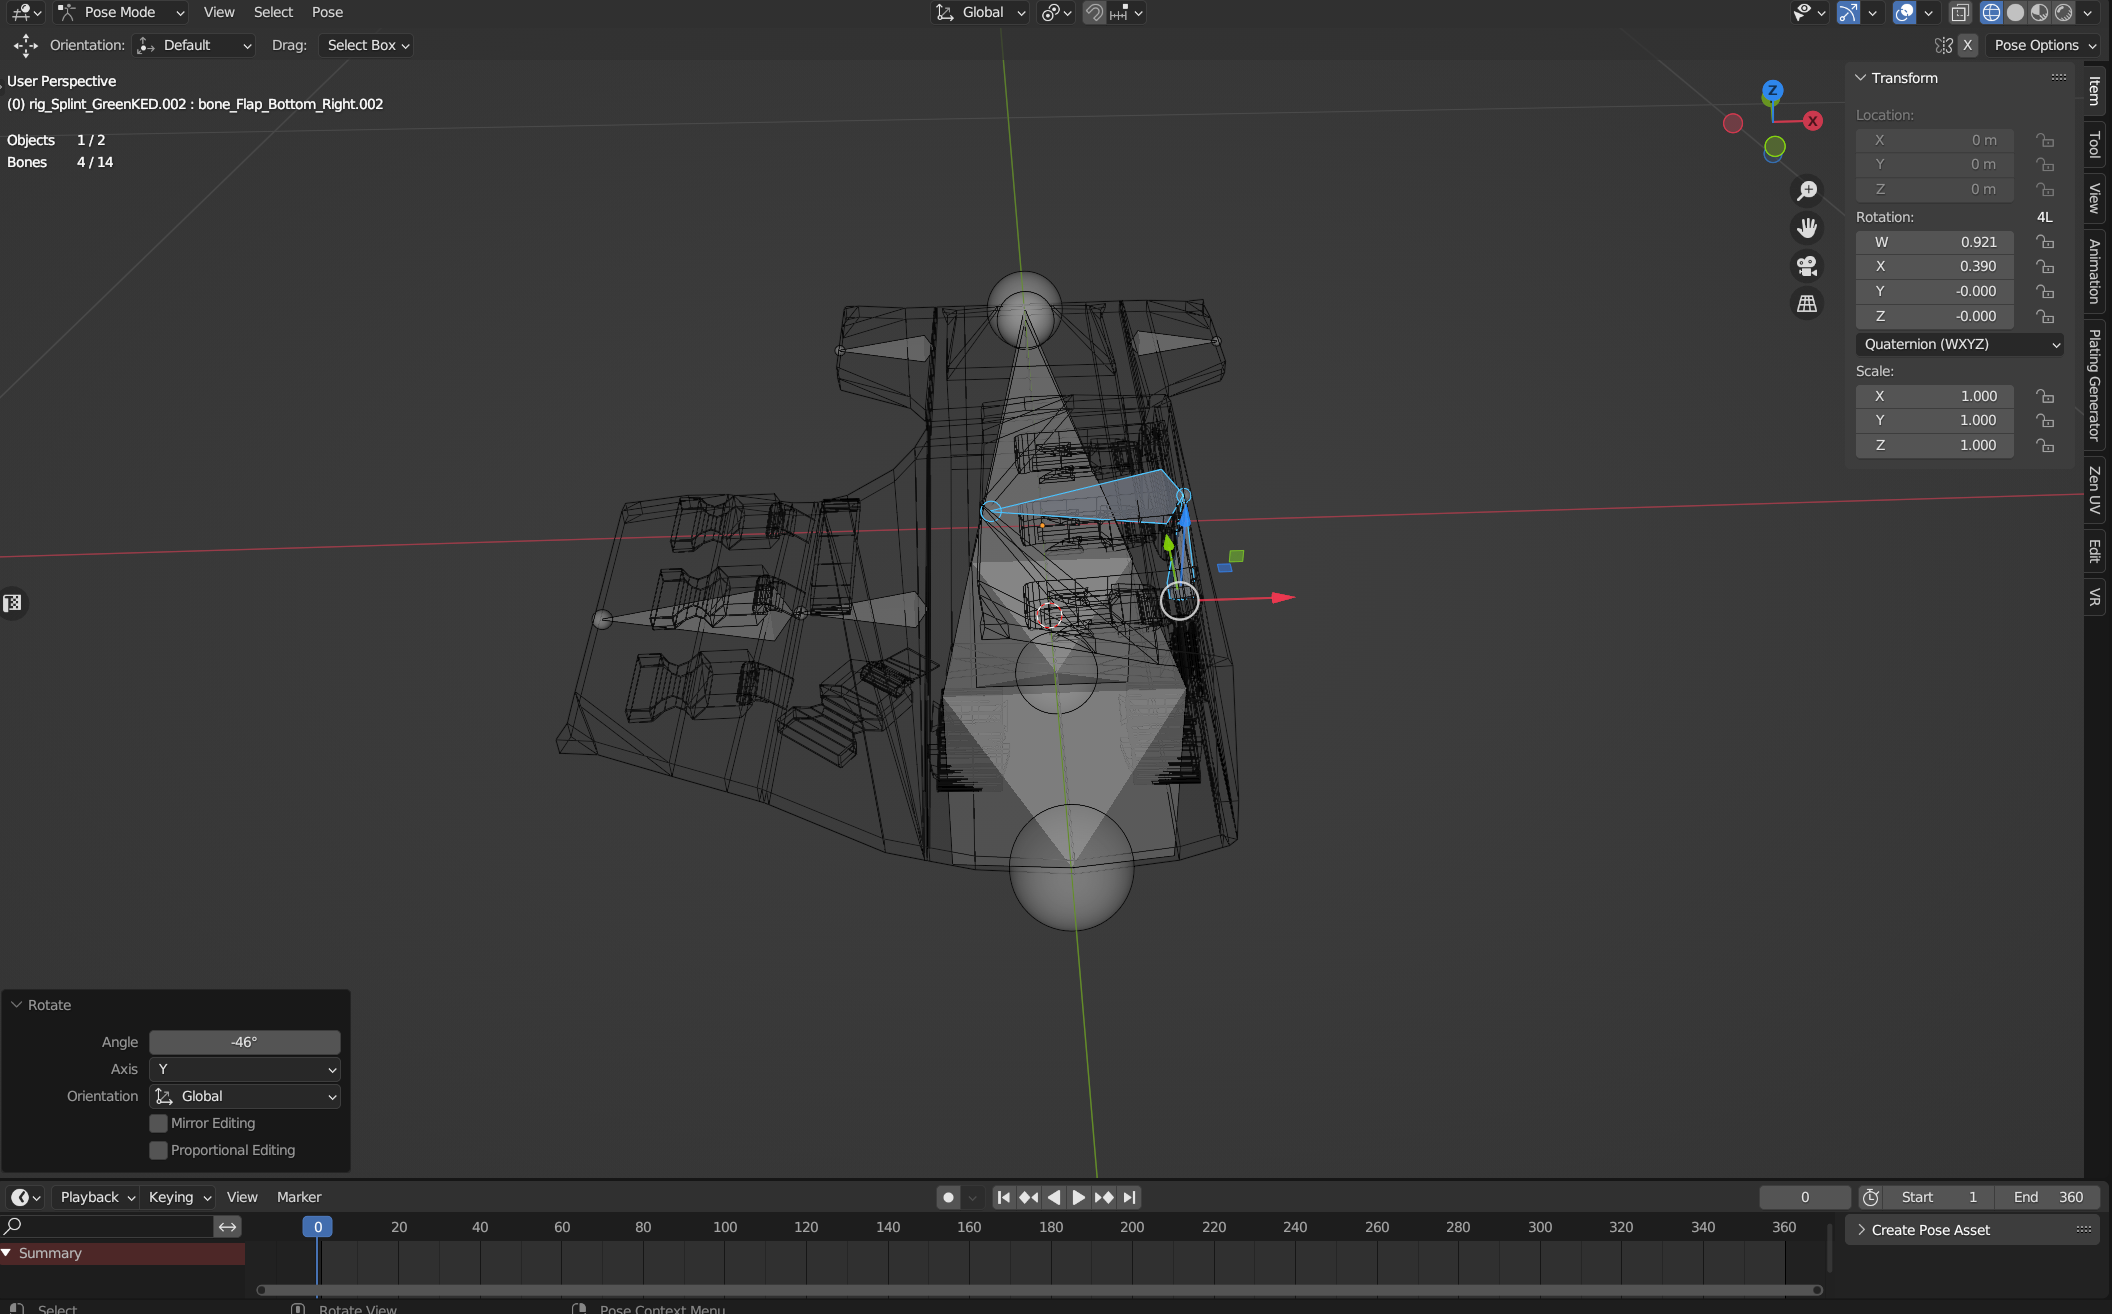 Pose Mode View Select Pose Global
Orientation: Default Drag: Select Box X Pose Options
User Perspective
(0) rig_Splint_GreenKED.002 : bone_Flap_Bottom_Right.002
Objects 1 / 2
Bones 4 / 14
Z
X
Transform
Location:
X 0 m
Y 0 m
Z 0 m
Rotation: 4L
W 0.921
X 0.390
Y -0.000
Z -0.000
Quaternion (WXYZ)
Scale:
X 1.000
Y 1.000
Z 1.000
Item
Tool
View
Animation
Plating Generator
Zen UV
Edit
VR
Rotate
Angle -46°
Axis Y
Orientation Global
Mirror Editing
Proportional Editing
Playback Keying View Marker 0 Start 1 End 360
0 20 40 60 80 100 120 140 160 180 200 220 240 260 280 300 320 340 360
Create Pose Asset
Summary
Select Rotate View Pose Context Menu